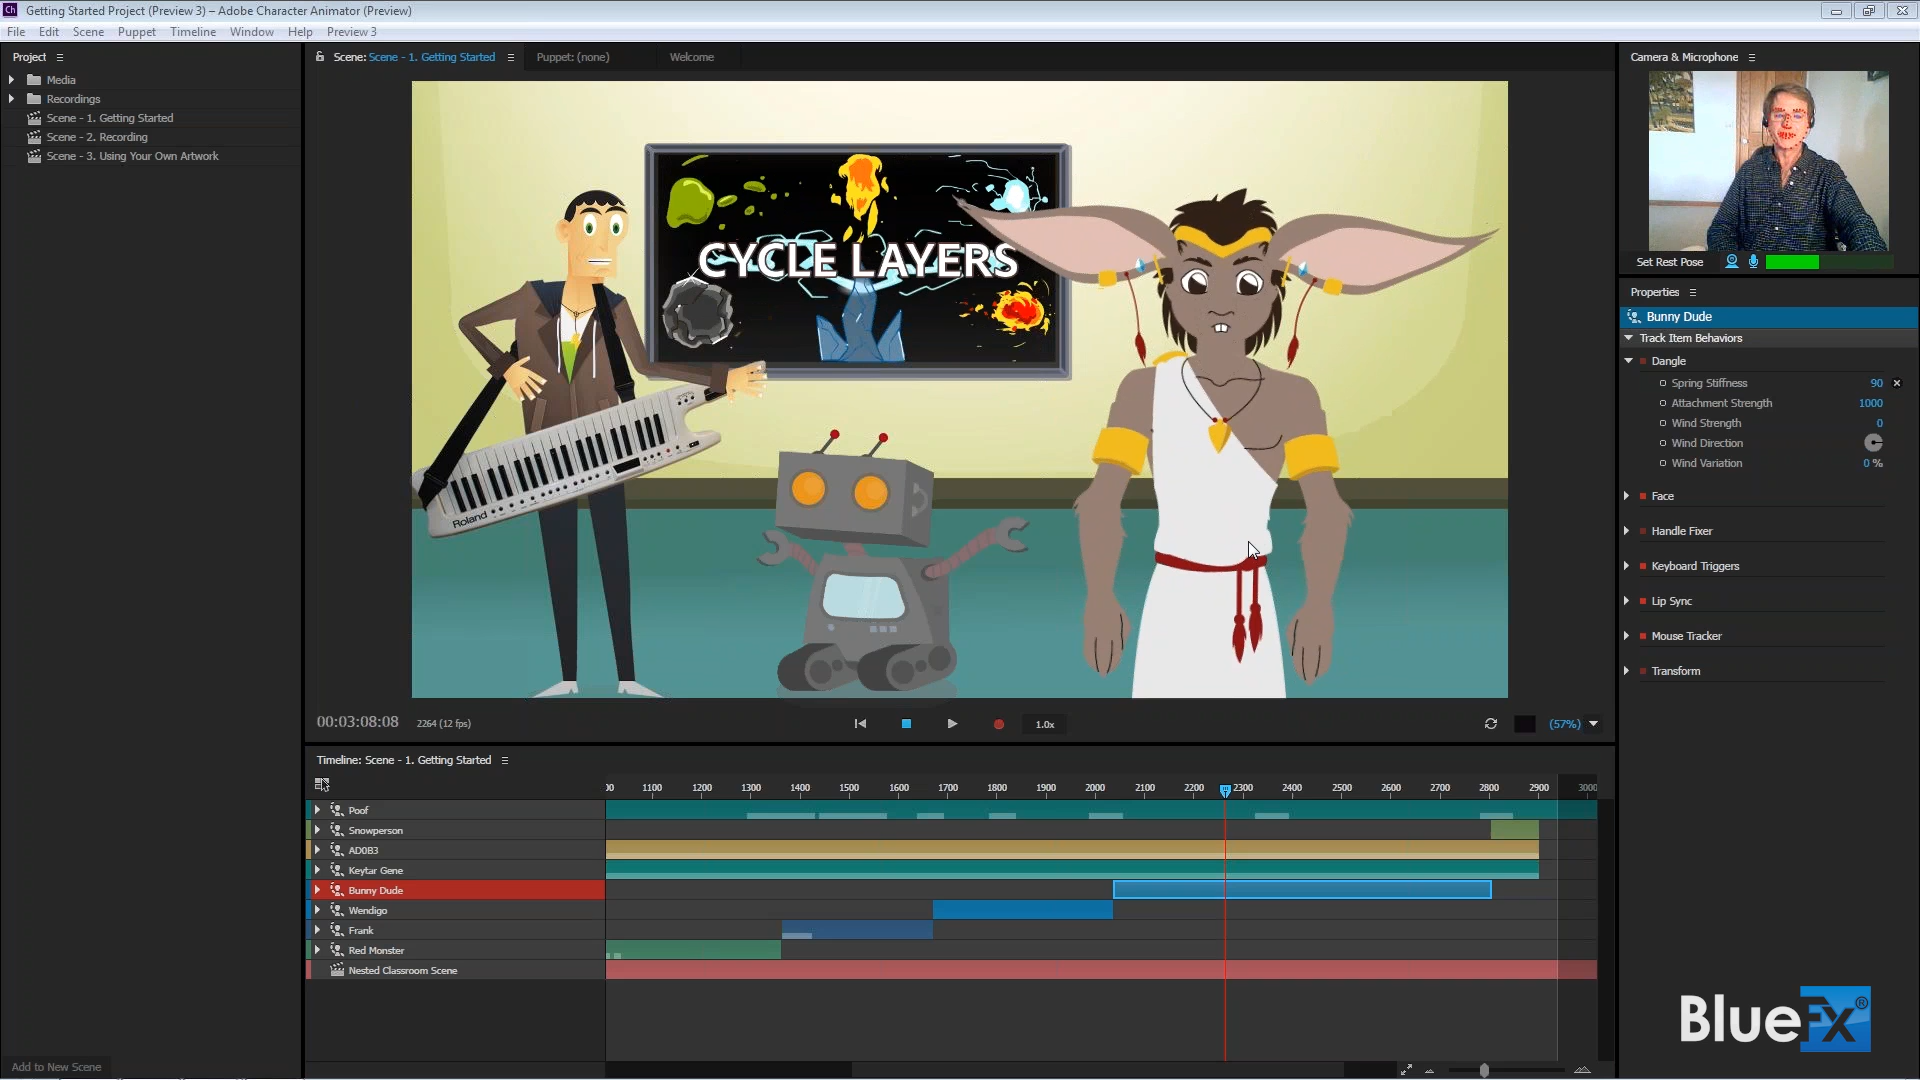 Ch Getting Started Project (Preview 3) – Adobe Character Animator (Preview)
File Edit Scene Puppet Timeline Window Help Preview 3
Project
Media
Recordings
Scene - 1. Getting Started
Scene - 2. Recording
Scene - 3. Using Your Own Artwork
Add to New Scene
Scene: Scene - 1. Getting Started Puppet: (none) Welcome
CYCLE LAYERS
Roland
00:03:08:08 2264 (12 fps) 1.0x (57%)
Camera & Microphone
Set Rest Pose
Properties
Bunny Dude
Track Item Behaviors
Dangle
Spring Stiffness 90
Attachment Strength 1000
Wind Strength 0
Wind Direction
Wind Variation 0 %
Face
Handle Fixer
Keyboard Triggers
Lip Sync
Mouse Tracker
Transform
Timeline: Scene - 1. Getting Started
00 1100 1200 1300 1400 1500 1600 1700 1800 1900 2000 2100 2200 2300 2400 2500 2600 2700 2800 2900 3000
Poof
Snowperson
AD0B3
Keytar Gene
Bunny Dude
Wendigo
Frank
Red Monster
Nested Classroom Scene
BlueFx®